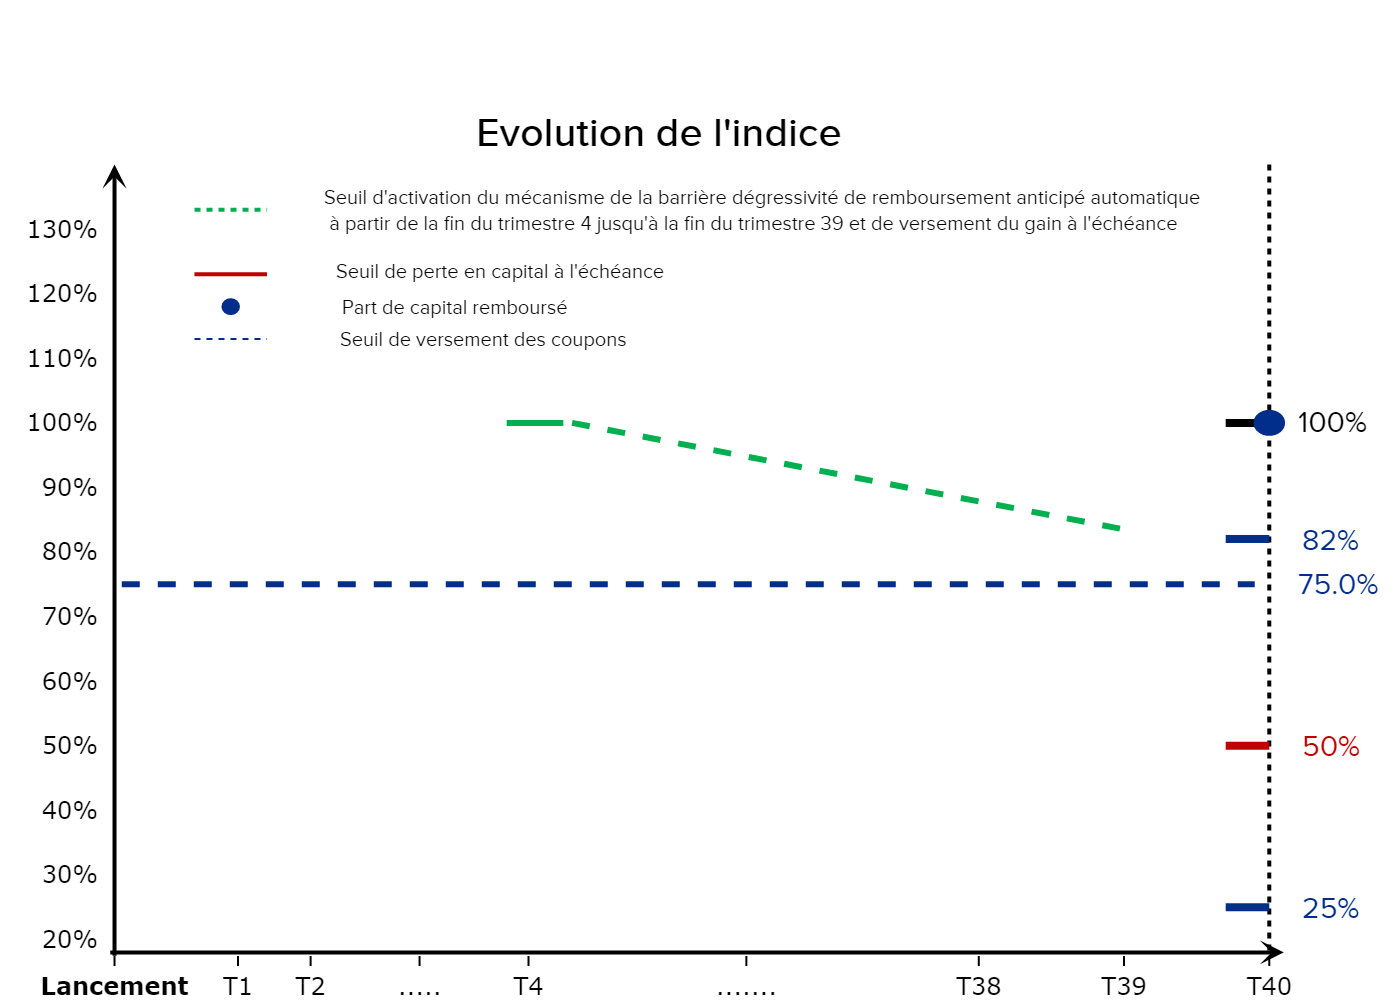 Evolution de l'indice
Seuil d'activation du mécanisme de la barrière dégressivité de remboursement anticipé automatique
à partir de la fin du trimestre 4 jusqu'à la fin du trimestre 39 et de versement du gain à l'échéance
130%
Seuil de perte en capital à l'échéance
120%
Part de capital remboursé
Seuil de versement des coupons
110%
100%
100%
90%
82%
80%
75.0%
70%
60%
50%
50%
40%
30%
25%
20%
Lancement T1 T2 ..... T4 ....... T38 T39 T40